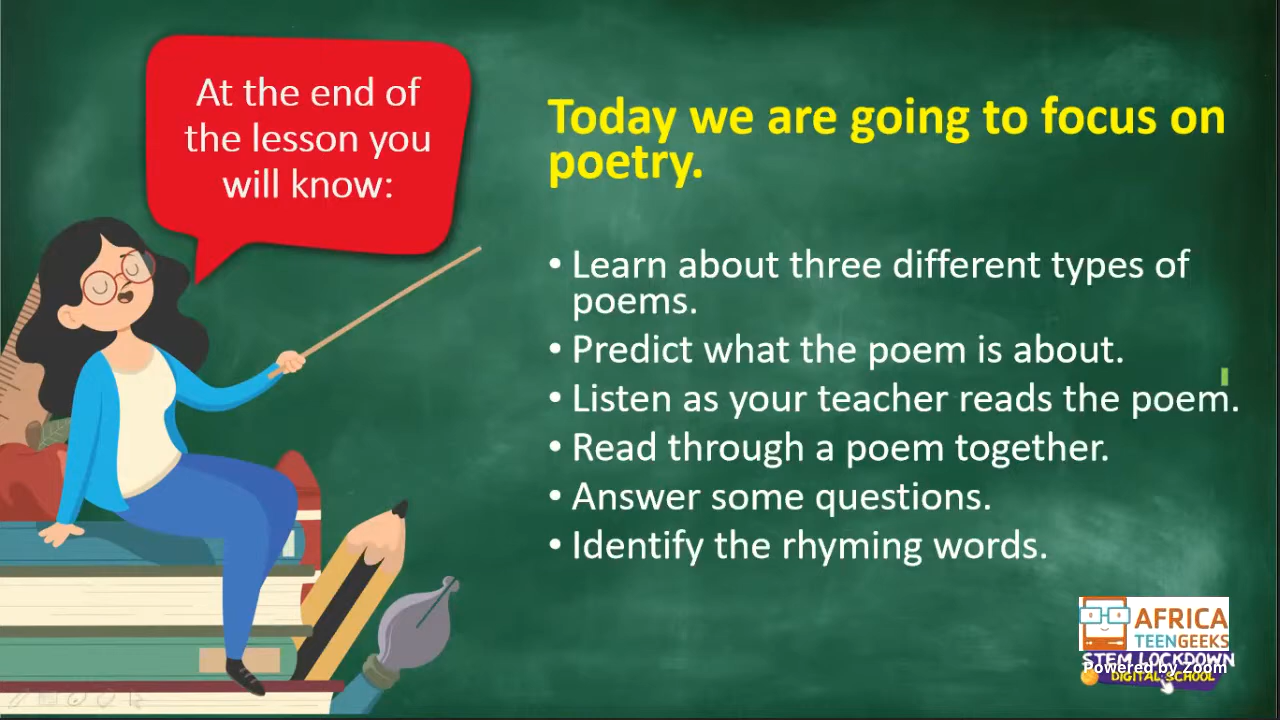 At the end of
the lesson you
will know:
Today we are going to focus on
poetry.
• Learn about three different types of
poems.
• Predict what the poem is about.
• Listen as your teacher reads the poem.
• Read through a poem together.
• Answer some questions.
• Identify the rhyming words.
AFRICA
TEENGEEKS
STEM LOCKDOWN
Powered by Zoom
DIGITAL SCHOOL